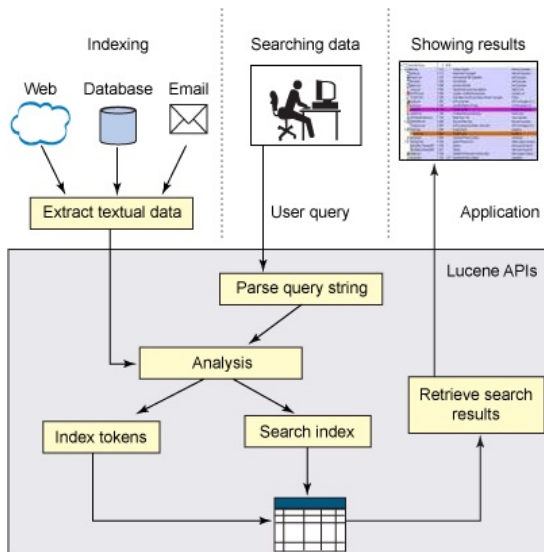 Indexing
Searching data
Showing results
Web
Database
Email
Extract textual data
User query
Application
Lucene APIs
Parse query string
Analysis
Retrieve search
results
Index tokens
Search index